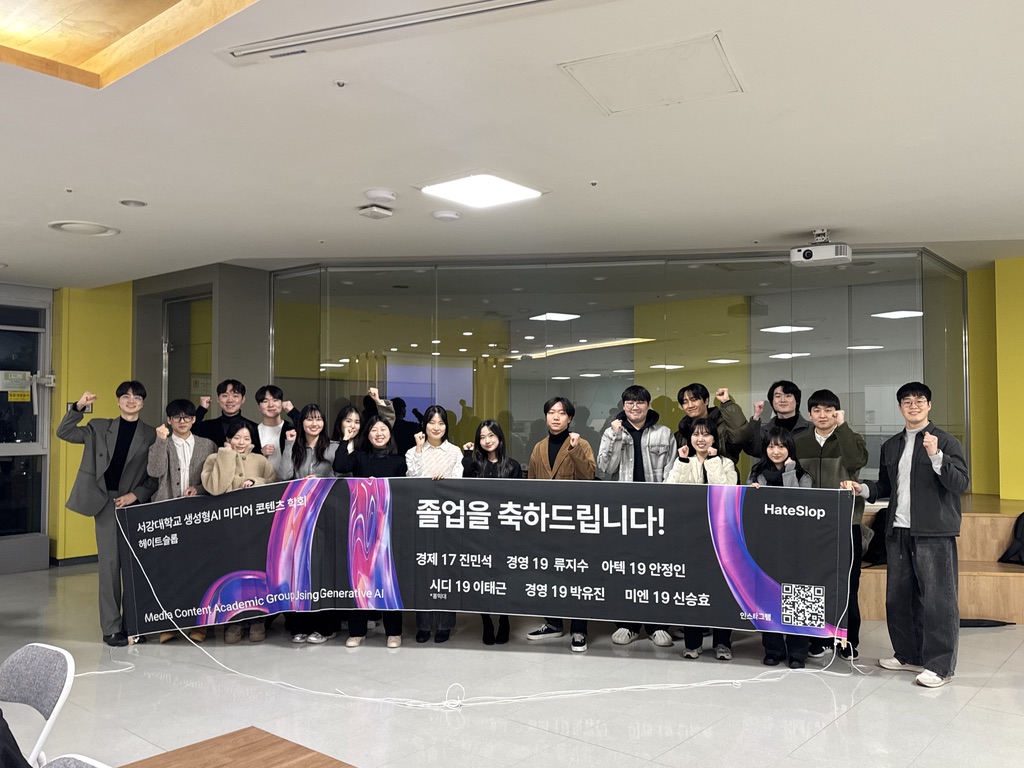 서강대학교 생성형AI 미디어 콘텐츠 학회
헤이트슬롭
Media Content Academic Group Using Generative AI
졸업을 축하드립니다!
경제 17 진민석 경영 19 류지수 아텍 19 안정인
시디 19 이태근 경영 19 박유진 미엔 19 신승효
*홍익대
HateSlop
인스타그램